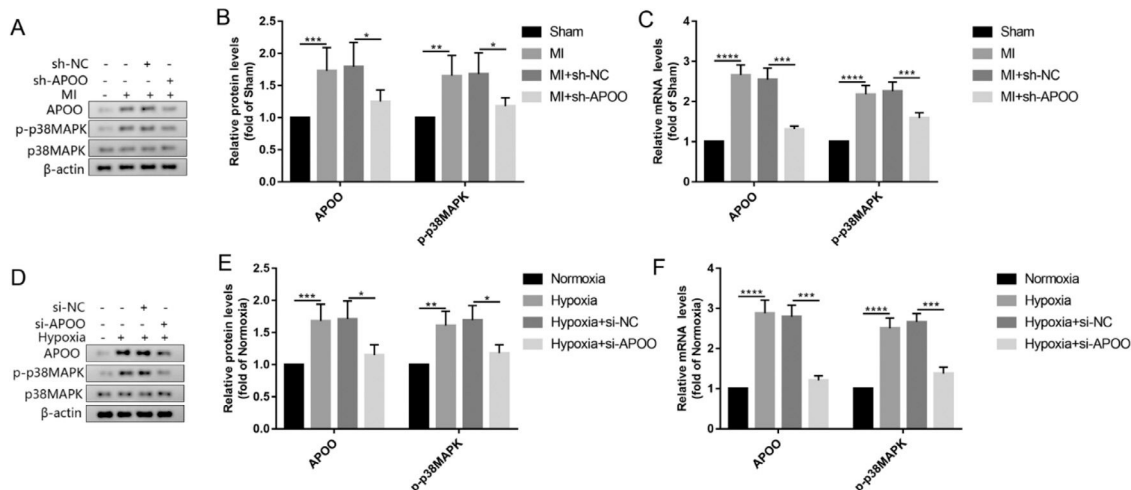 A
sh-NC - - + -
sh-APOO - - - +
MI - + + +
APOO
p-p38MAPK
p38MAPK
β-actin
B
Relative protein levels
(fold of Sham)
2.5
2.0
1.5
1.0
0.5
0.0
*** * ** *
APOO
p-p38MAPK
Sham
MI
MI+sh-NC
MI+sh-APOO
C
Relative mRNA levels
(fold of Sham)
4
3
2
1
0
**** *** **** ***
APOO
p-p38MAPK
Sham
MI
MI+sh-NC
MI+sh-APOO
D
si-NC - - + -
si-APOO - - - +
Hypoxia - + + +
APOO
p-p38MAPK
p38MAPK
β-actin
E
Relative protein levels
(fold of Normoxia)
2.5
2.0
1.5
1.0
0.5
0.0
*** * ** *
APOO
p-p38MAPK
Normoxia
Hypoxia
Hypoxia+si-NC
Hypoxia+si-APOO
F
Relative mRNA levels
(fold of Normoxia)
4
3
2
1
0
**** *** **** ***
APOO
p-p38MAPK
Normoxia
Hypoxia
Hypoxia+si-NC
Hypoxia+si-APOO